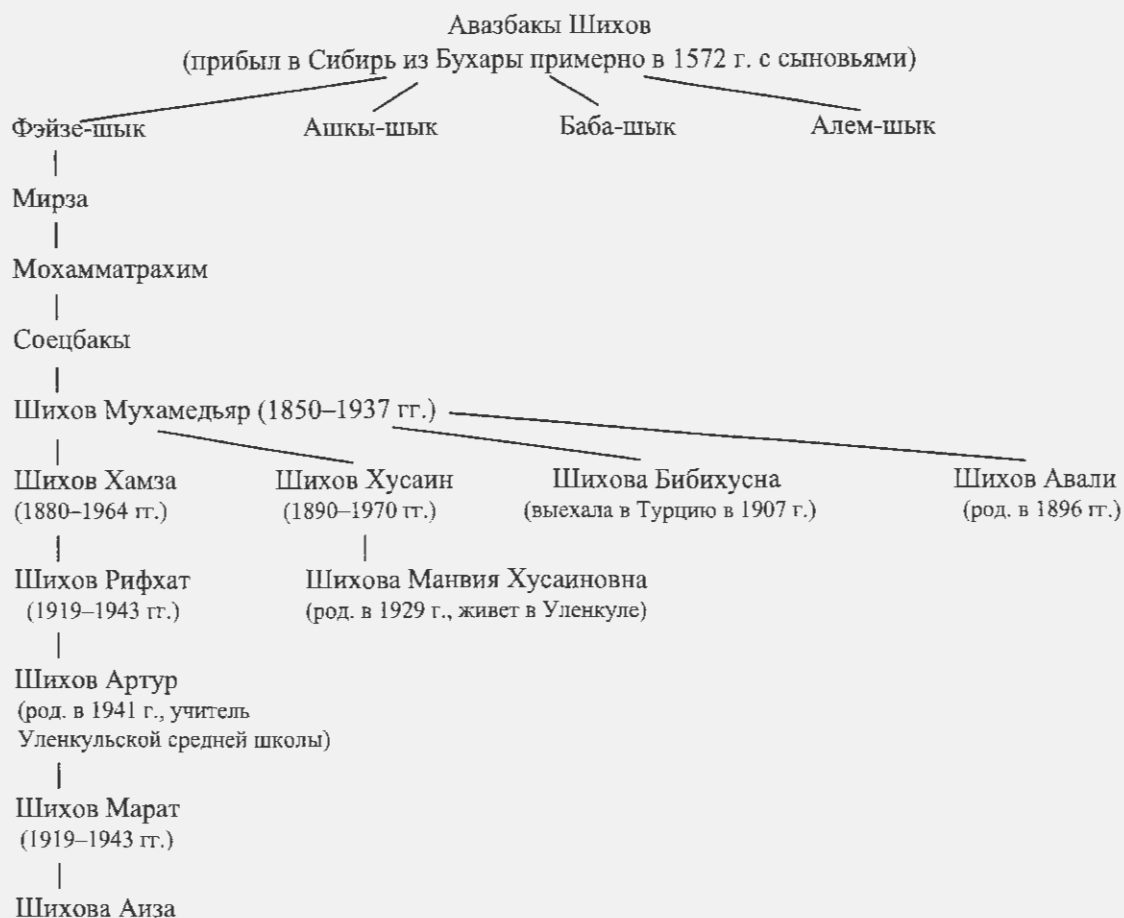 Авазбакы Шихов
(прибыл в Сибирь из Бухары примерно в 1572 г. с сыновьями)
Фэйзе-шык Ашкы-шык Баба-шык Алем-шык
Мирза
Мохамматрахим
Соецбакы
Шихов Мухамедьяр (1850–1937 гг.)
Шихов Хамза Шихов Хусаин Шихова Бибихусна Шихов Авали
(1880–1964 гг.) (1890–1970 гг.) (выехала в Турцию в 1907 г.) (род. в 1896 гг.)
Шихов Рифхат Шихова Манвия Хусаиновна
(1919–1943 гг.) (род. в 1929 г., живет в Уленкуле)
Шихов Артур
(род. в 1941 г., учитель
Уленкульской средней школы)
Шихов Марат
(1919–1943 гг.)
Шихова Аиза